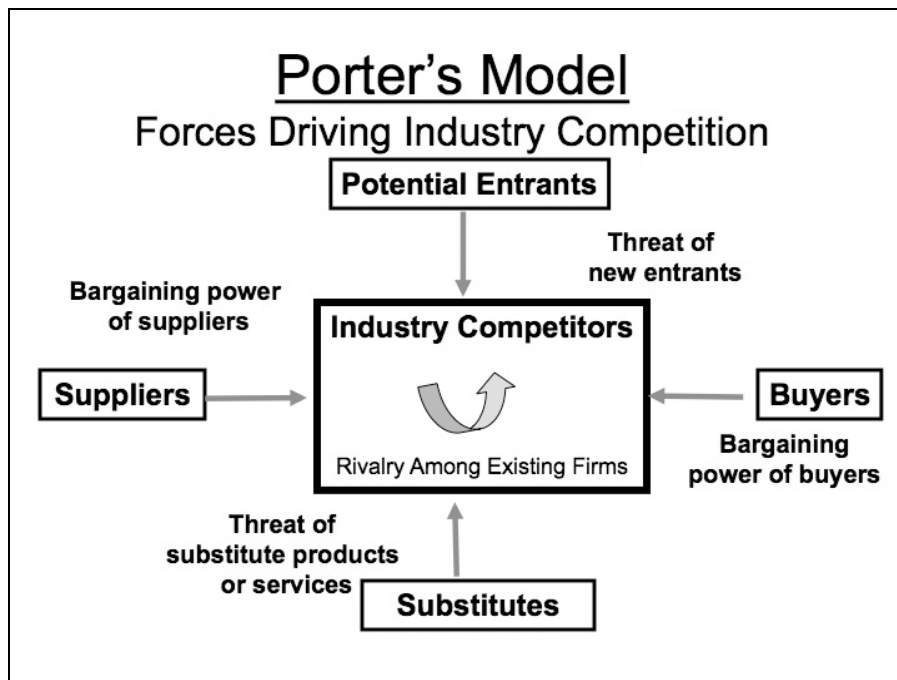 Porter's Model
Forces Driving Industry Competition
Potential Entrants
Threat of
new entrants
Bargaining power
of suppliers
Industry Competitors
Suppliers
Buyers
Rivalry Among Existing Firms
Bargaining
power of buyers
Threat of
substitute products
or services
Substitutes